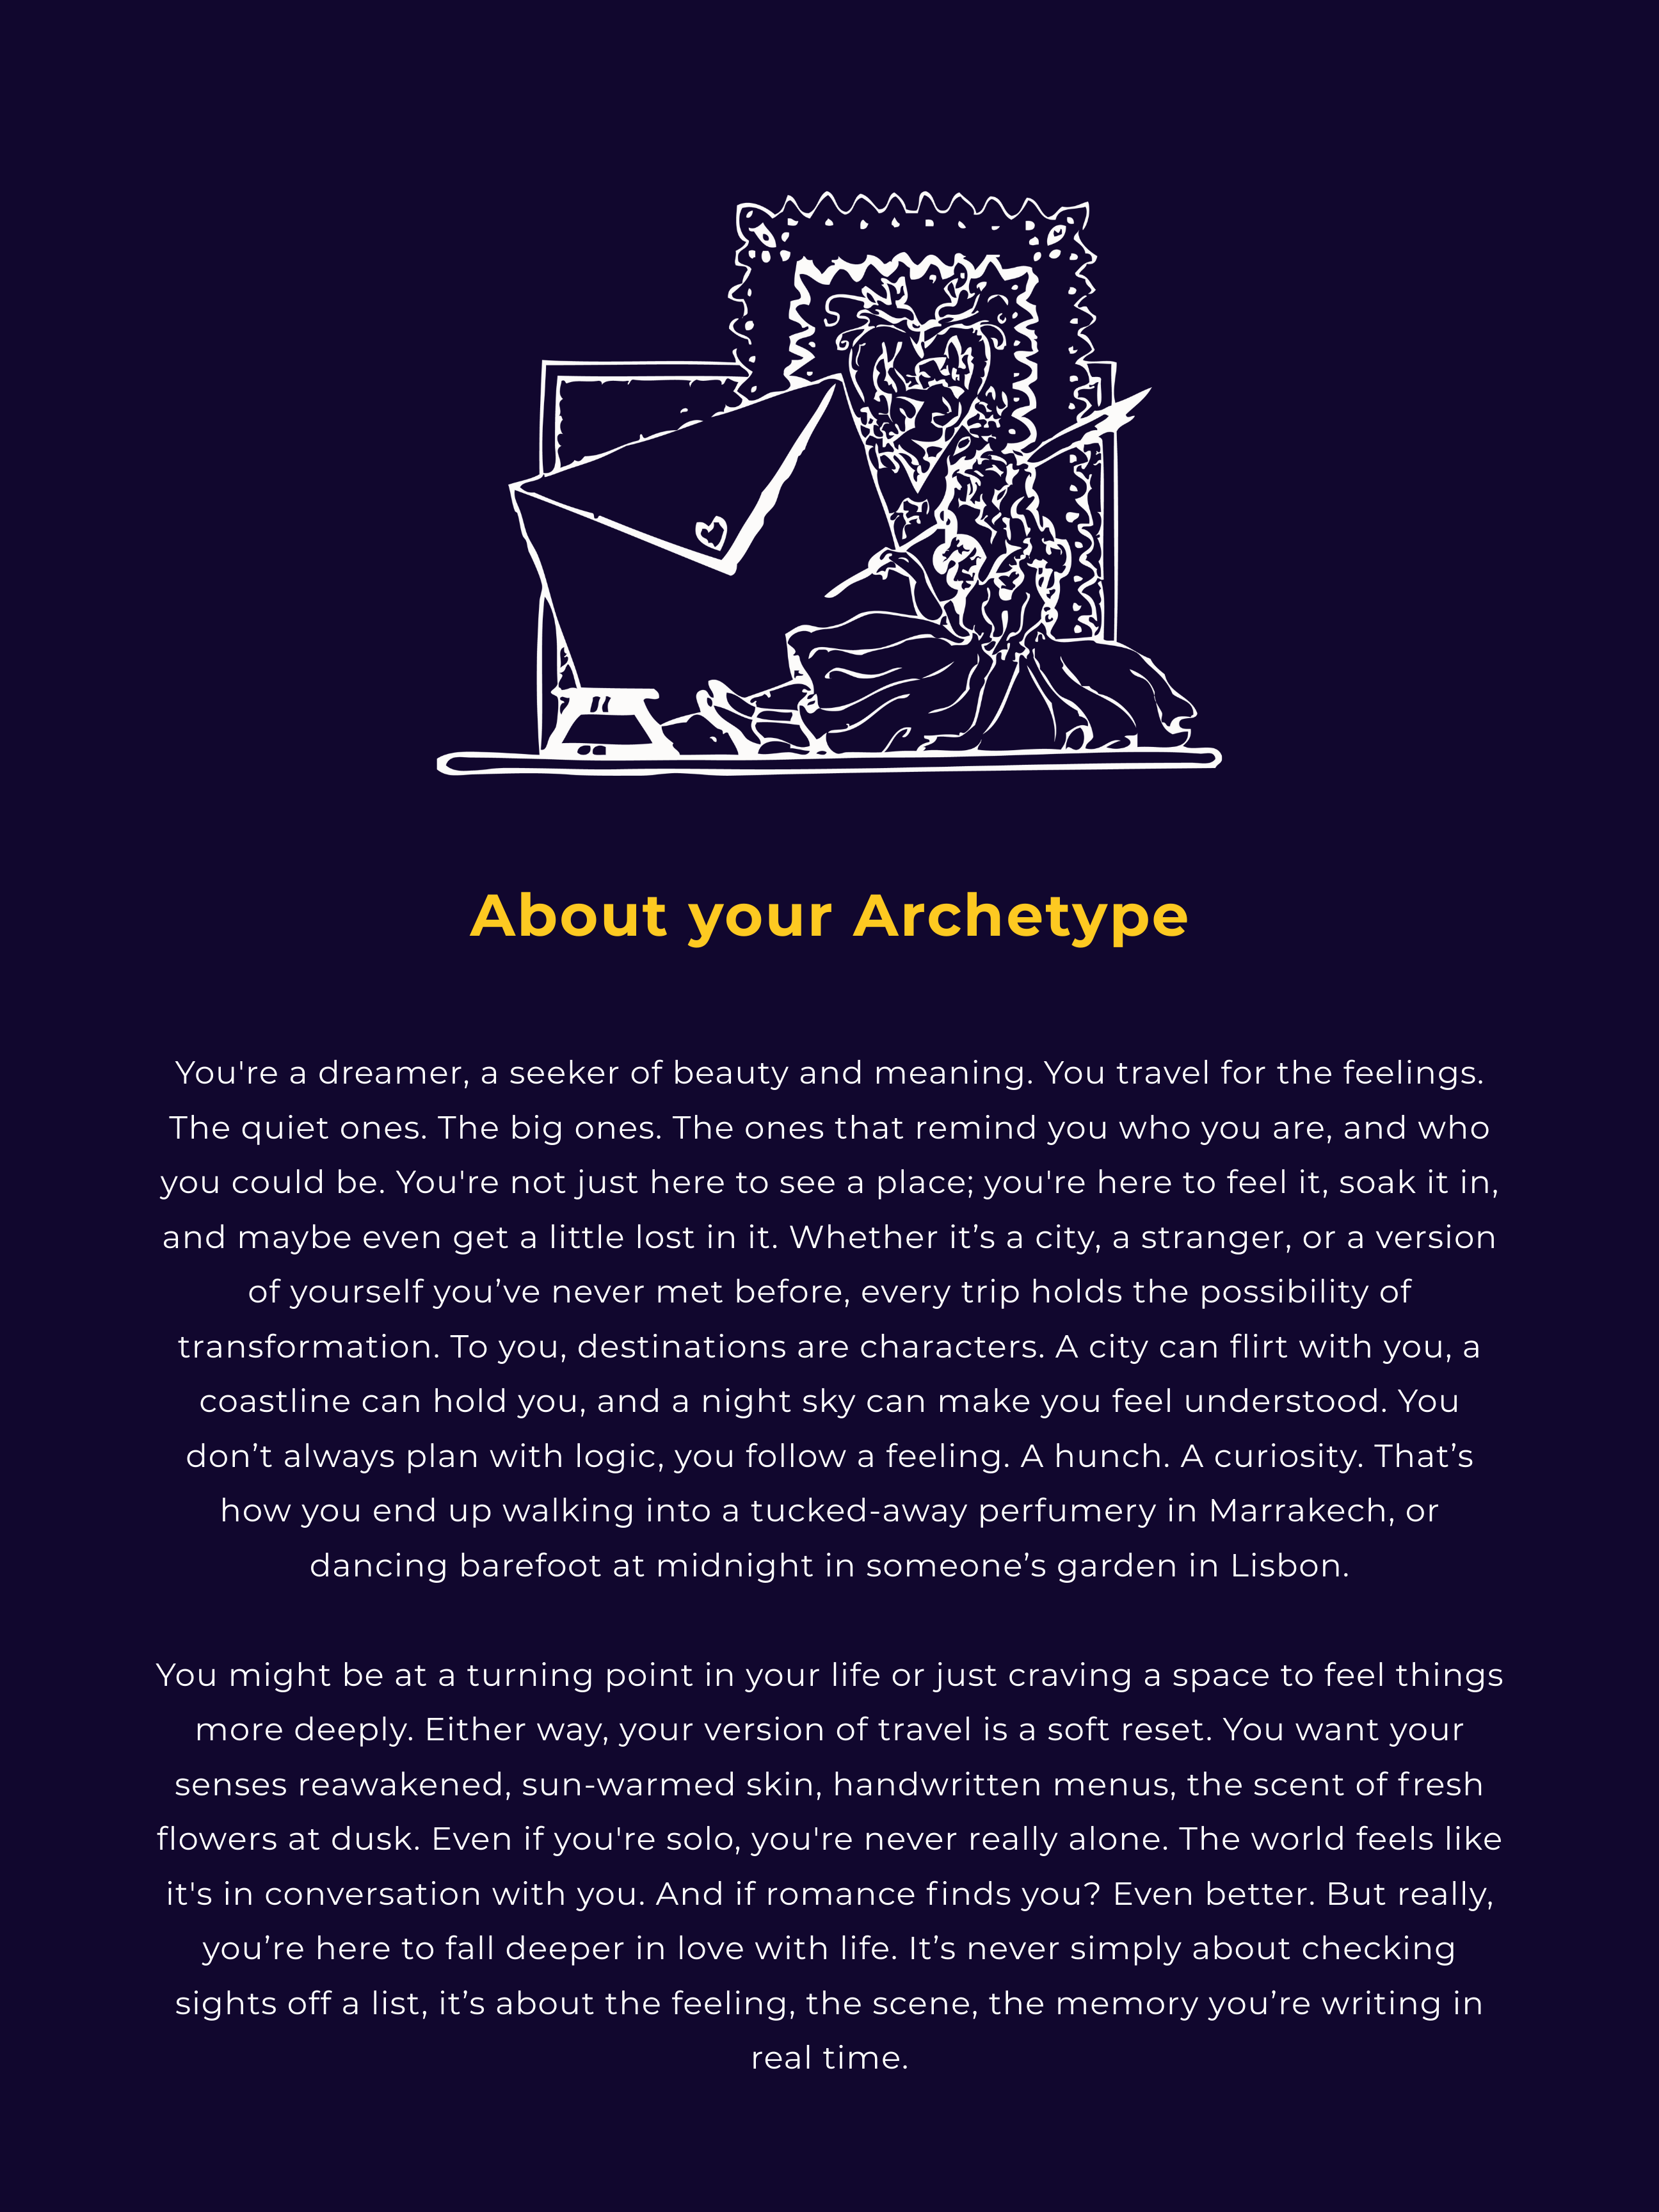 About your Archetype
You're a dreamer, a seeker of beauty and meaning. You travel for the feelings.
The quiet ones. The big ones. The ones that remind you who you are, and who
you could be. You're not just here to see a place; you're here to feel it, soak it in,
and maybe even get a little lost in it. Whether it’s a city, a stranger, or a version
of yourself you’ve never met before, every trip holds the possibility of
transformation. To you, destinations are characters. A city can flirt with you, a
coastline can hold you, and a night sky can make you feel understood. You
don’t always plan with logic, you follow a feeling. A hunch. A curiosity. That’s
how you end up walking into a tucked-away perfumery in Marrakech, or
dancing barefoot at midnight in someone’s garden in Lisbon.
You might be at a turning point in your life or just craving a space to feel things
more deeply. Either way, your version of travel is a soft reset. You want your
senses reawakened, sun-warmed skin, handwritten menus, the scent of fresh
flowers at dusk. Even if you're solo, you're never really alone. The world feels like
it's in conversation with you. And if romance finds you? Even better. But really,
you’re here to fall deeper in love with life. It’s never simply about checking
sights off a list, it’s about the feeling, the scene, the memory you’re writing in
real time.